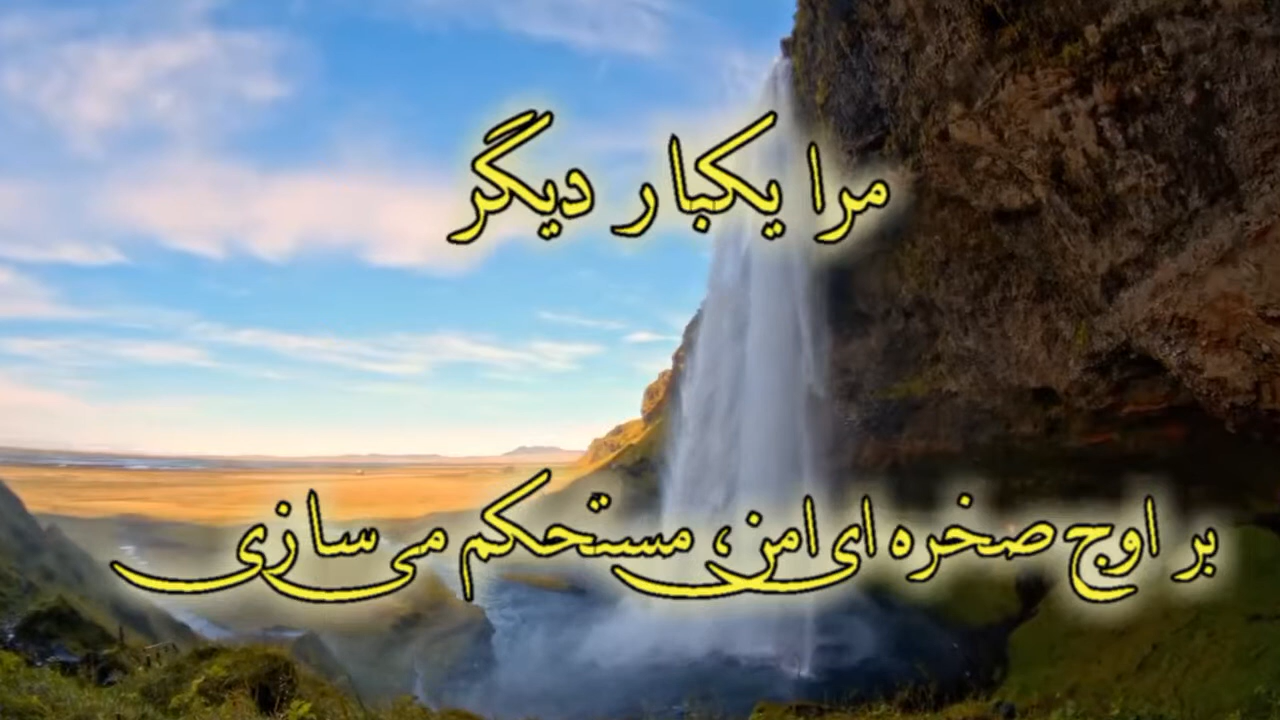 مرا یکبار دیگر
بر اوج صخره ای امن، مستحکم می سازی